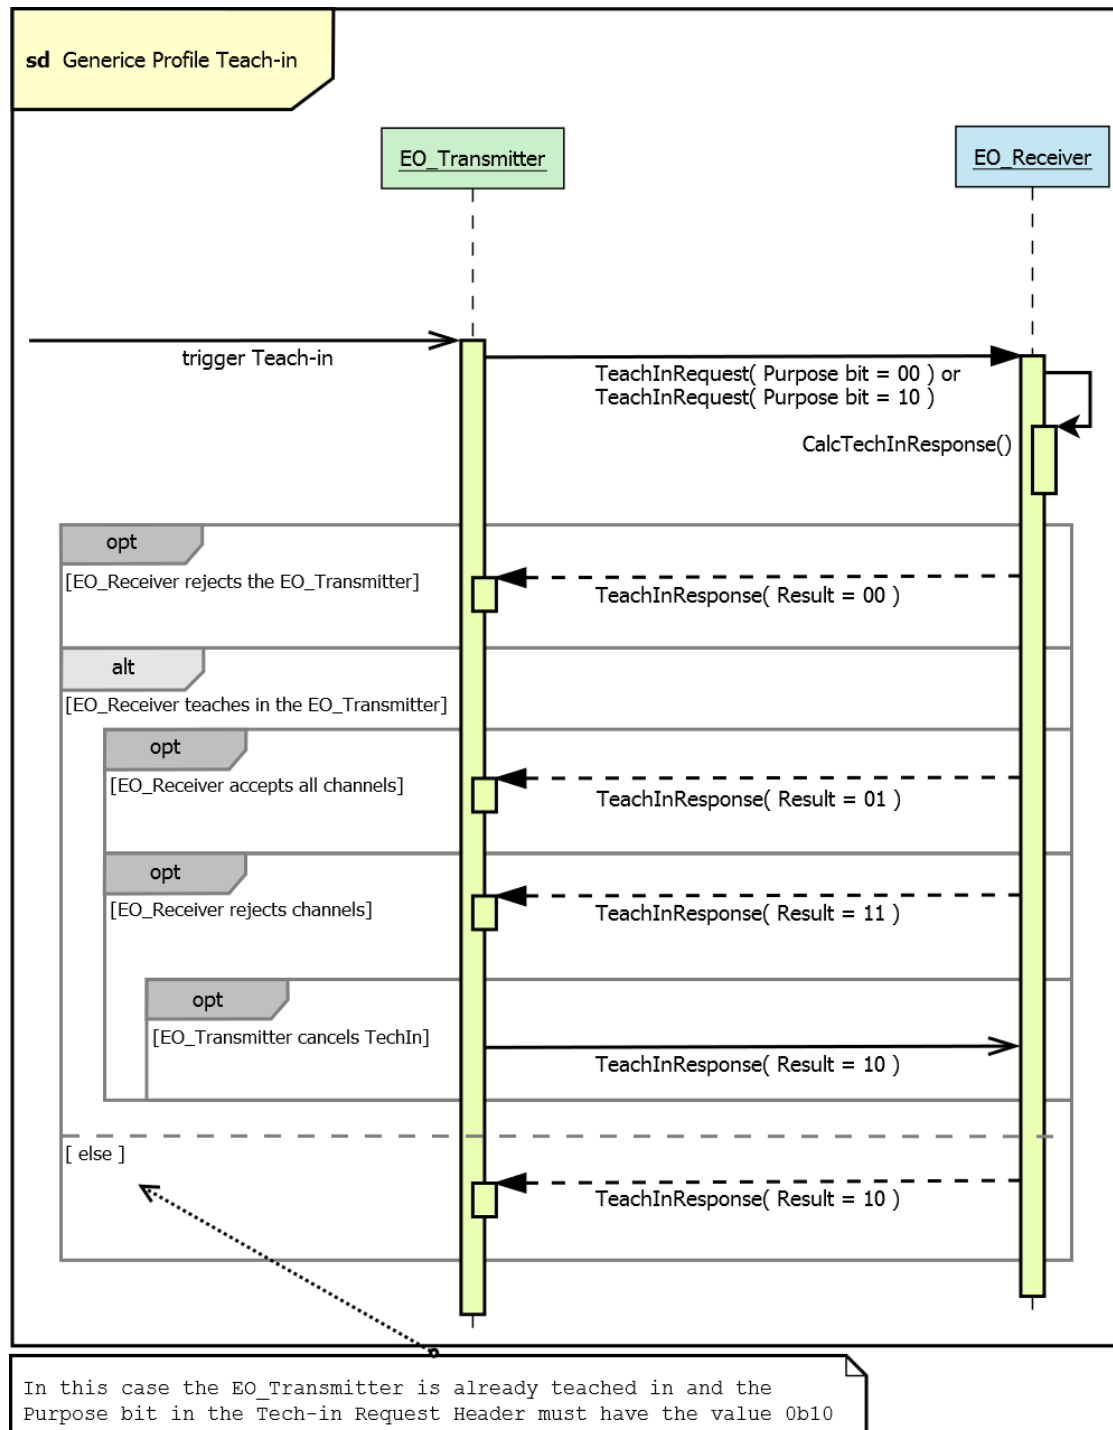 sd Generice Profile Teach-in
EO_Transmitter
EO_Receiver
trigger Teach-in
TeachInRequest( Purpose bit = 00 ) or
TeachInRequest( Purpose bit = 10 )
CalcTechInResponse()
opt
[EO_Receiver rejects the EO_Transmitter]
TeachInResponse( Result = 00 )
alt
[EO_Receiver teaches in the EO_Transmitter]
opt
[EO_Receiver accepts all channels]
TeachInResponse( Result = 01 )
opt
[EO_Receiver rejects channels]
TeachInResponse( Result = 11 )
opt
[EO_Transmitter cancels TechIn]
TeachInResponse( Result = 10 )
[ else ]
TeachInResponse( Result = 10 )
In this case the EO_Transmitter is already teached in and the
Purpose bit in the Tech-in Request Header must have the value 0b10